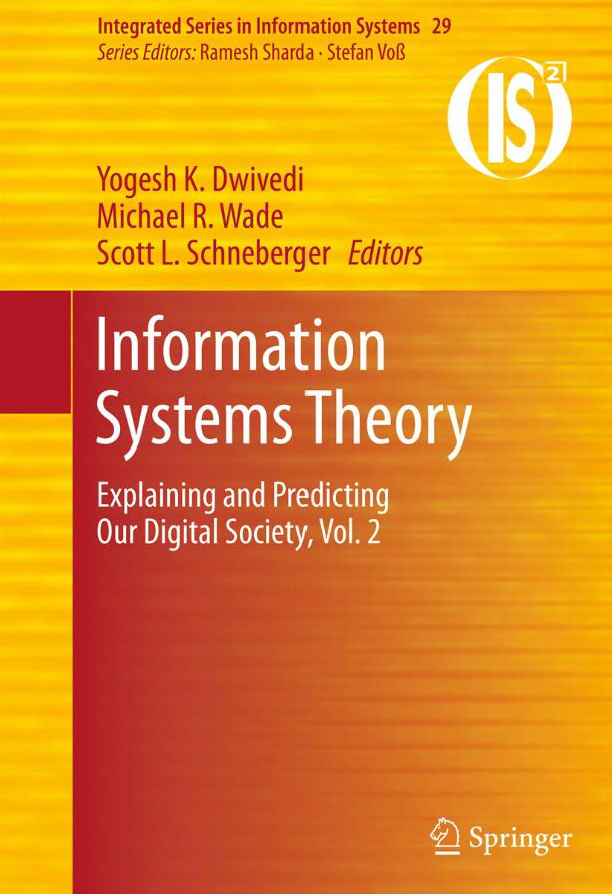 Integrated Series in Information Systems 29
Series Editors: Ramesh Sharda · Stefan Voß
IS 2
Yogesh K. Dwivedi
Michael R. Wade
Scott L. Schneberger Editors
Information
Systems Theory
Explaining and Predicting
Our Digital Society, Vol. 2
Springer